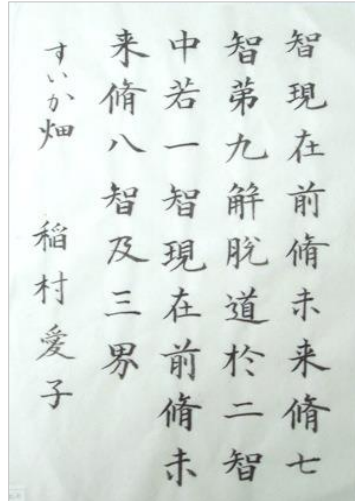 智現在前脩未来脩七
智第九解脱道於二智
中若一智現在前脩未
来脩八智及三界
すいか畑 稲村愛子